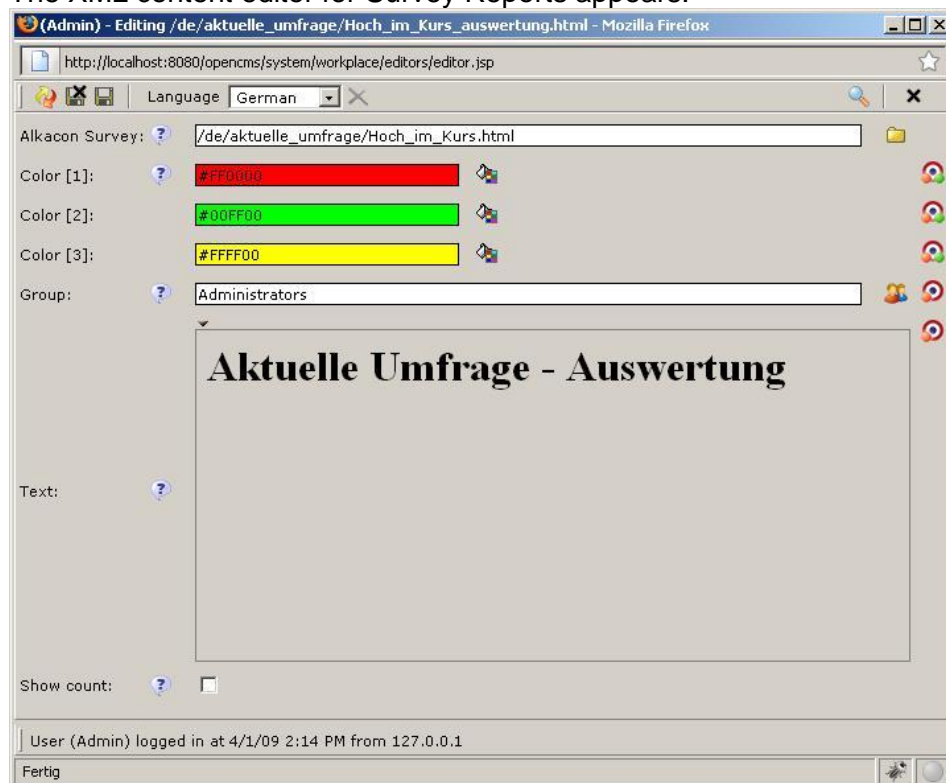 The XML content editor for Survey Reports appears.
(Admin) - Editing /de/aktuelle_umfrage/Hoch_im_Kurs_auswertung.html - Mozilla Firefox
http://localhost:8080/opencms/system/workplace/editors/editor.jsp
Language German
Alkacon Survey: /de/aktuelle_umfrage/Hoch_im_Kurs.html
Color [1]: #FF0000
Color [2]: #00FF00
Color [3]: #FFFF00
Group: Administrators
Aktuelle Umfrage - Auswertung
Text:
Show count:
User (Admin) logged in at 4/1/09 2:14 PM from 127.0.0.1
Fertig